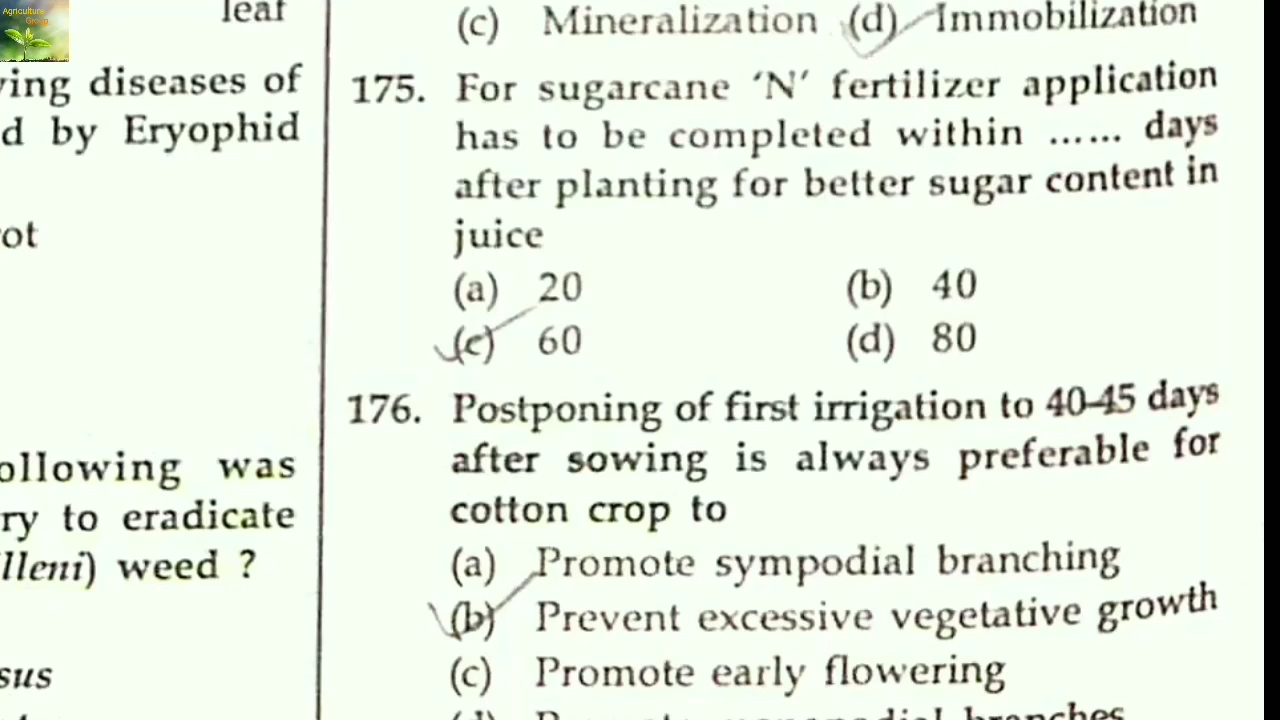 Agriculture
Group
leaf
ving diseases of
d by Eryophid
ot
ollowing was
ry to eradicate
lleni) weed ?
sus
(c) Mineralization (d) Immobilization
175. For sugarcane ‘N’ fertilizer application
has to be completed within ...... days
after planting for better sugar content in
juice
(a) 20 (b) 40
(c) 60 (d) 80
176. Postponing of first irrigation to 40-45 days
after sowing is always preferable for
cotton crop to
(a) Promote sympodial branching
(b) Prevent excessive vegetative growth
(c) Promote early flowering
branches